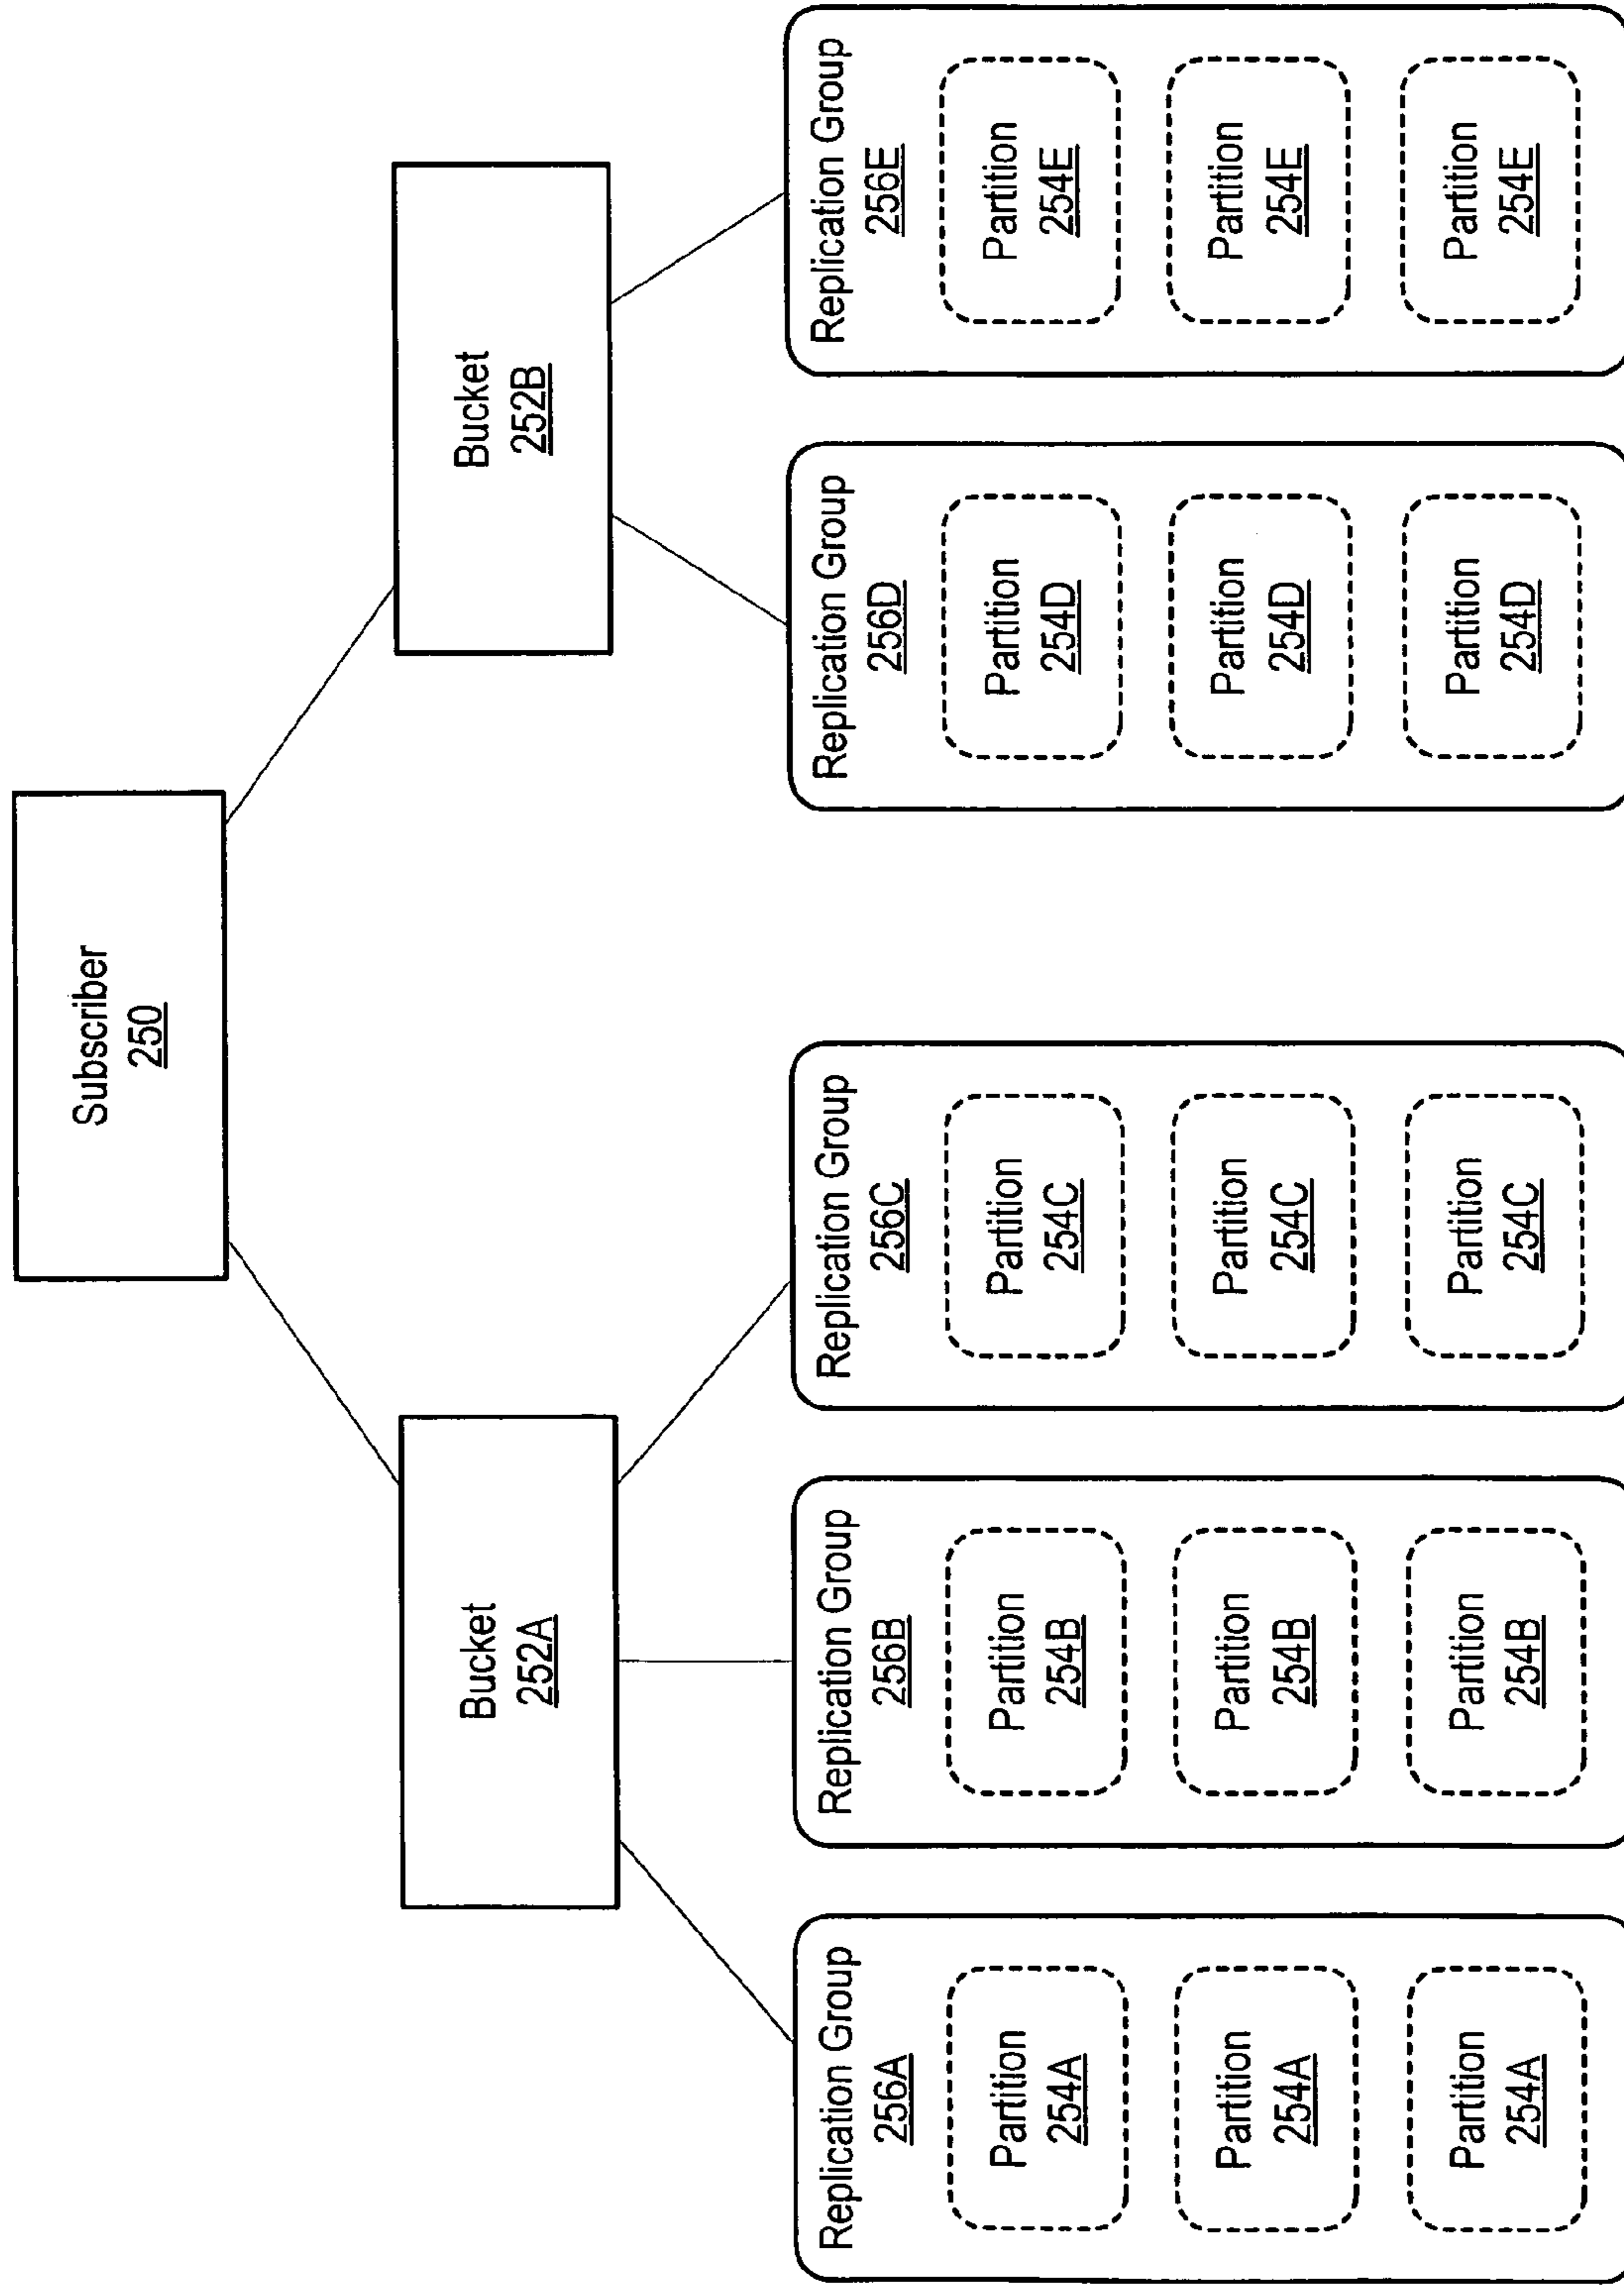 Subscriber
250
Bucket
252A
Bucket
252B
Replication Group
256A
Partition
254A
Partition
254A
Partition
254A
Replication Group
256B
Partition
254B
Partition
254B
Partition
254B
Replication Group
256C
Partition
254C
Partition
254C
Partition
254C
Replication Group
256D
Partition
254D
Partition
254D
Partition
254D
Replication Group
256E
Partition
254E
Partition
254E
Partition
254E